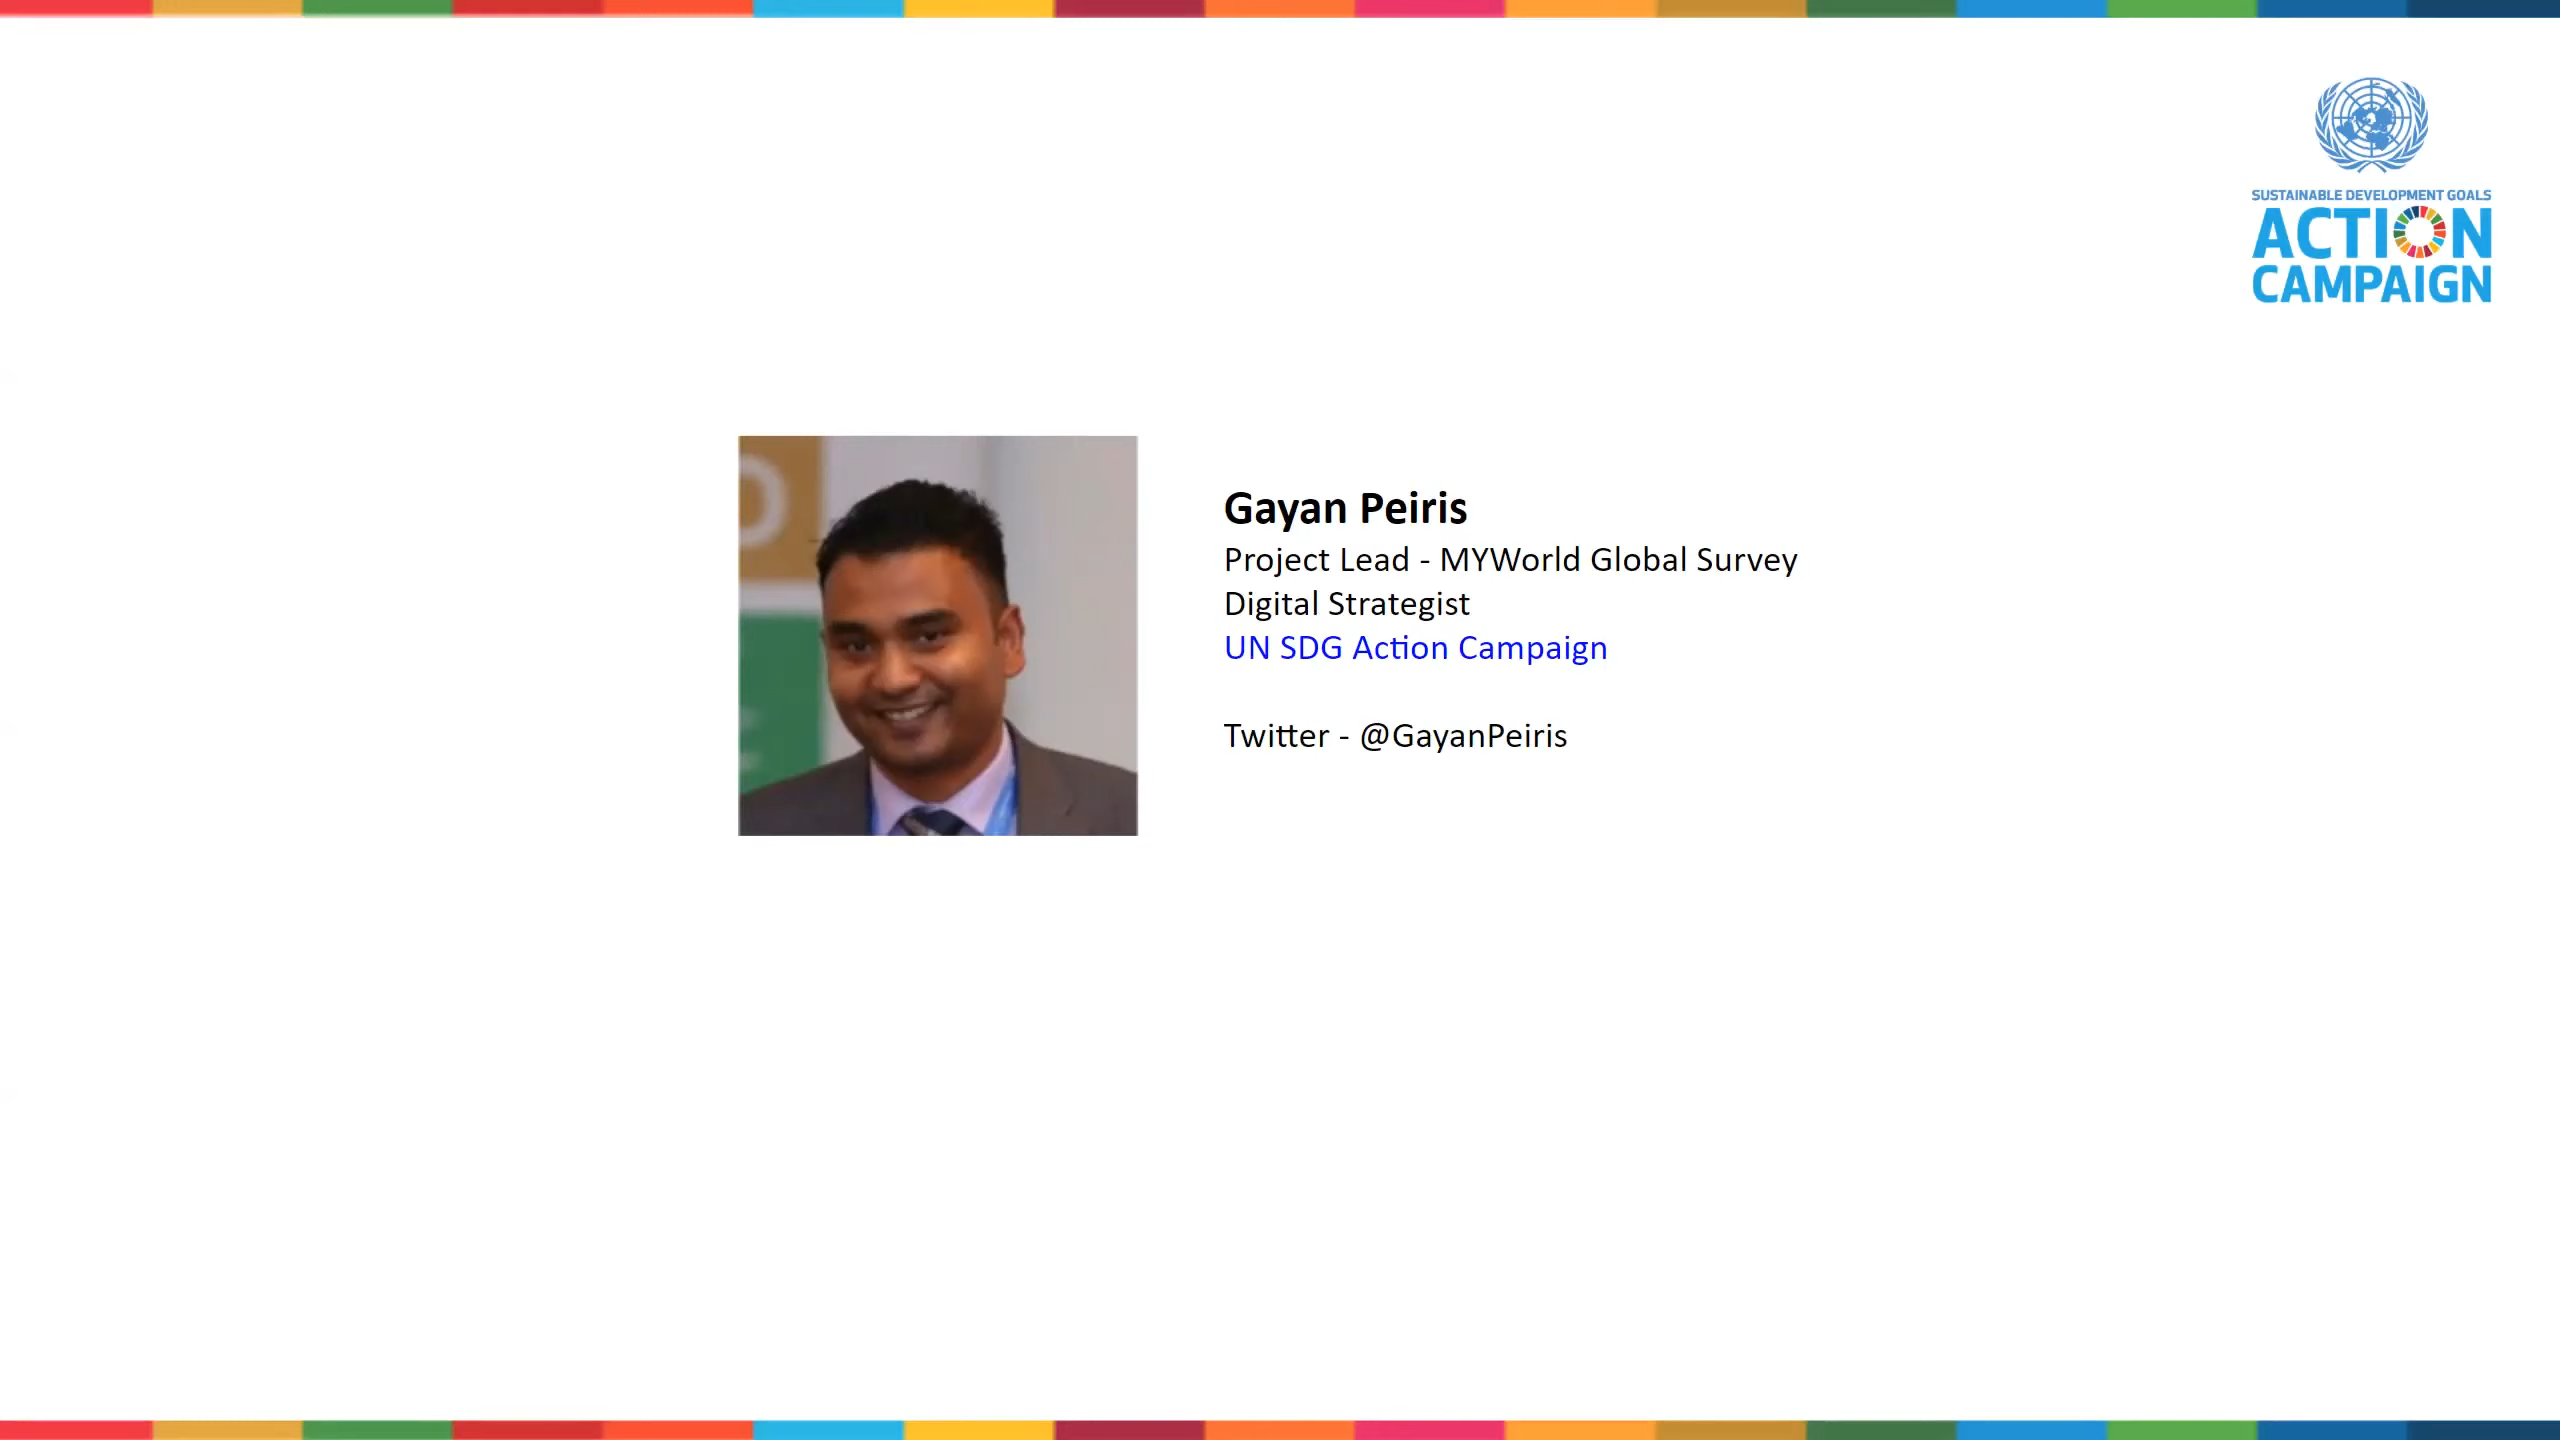 SUSTAINABLE DEVELOPMENT GOALS
ACTION
CAMPAIGN
Gayan Peiris
Project Lead - MYWorld Global Survey
Digital Strategist
UN SDG Action Campaign
Twitter - @GayanPeiris